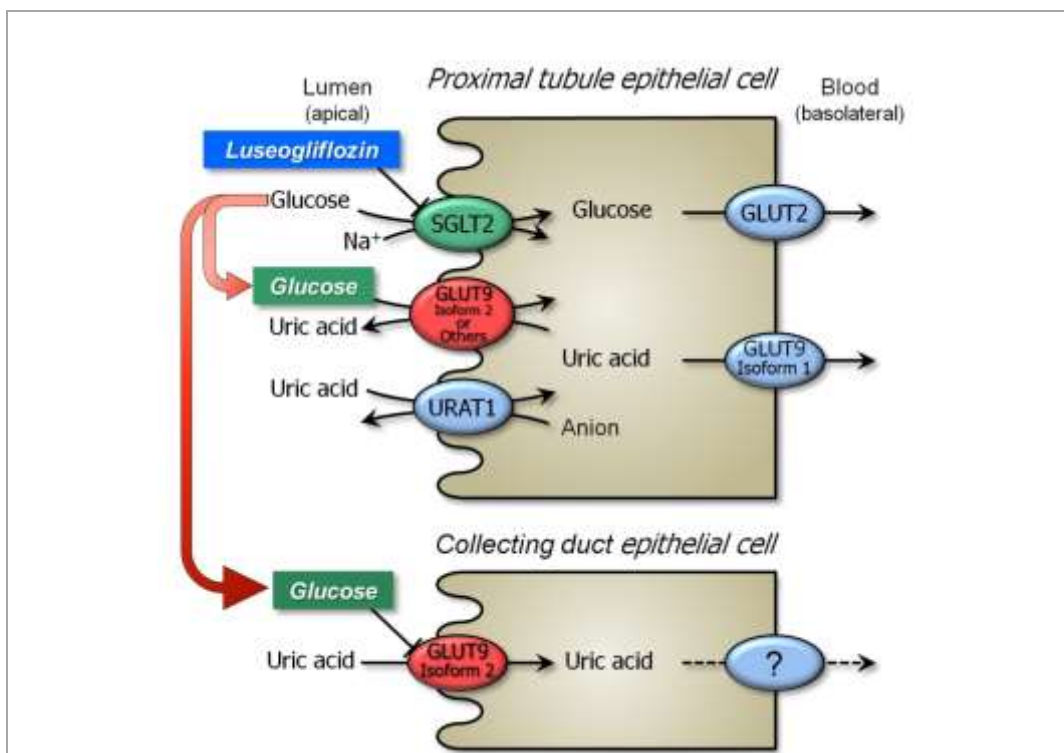 Proximal tubule epithelial cell
Lumen
(apical)
Blood
(basolateral)
Luseogliflozin
Glucose
Na⁺
SGLT2
Glucose
GLUT2
Glucose
Uric acid
GLUT9
Isoform 2
or
Others
Uric acid
GLUT9
Isoform 1
Uric acid
URAT1
Anion
Collecting duct epithelial cell
Glucose
Uric acid
GLUT9
Isoform 2
Uric acid
?